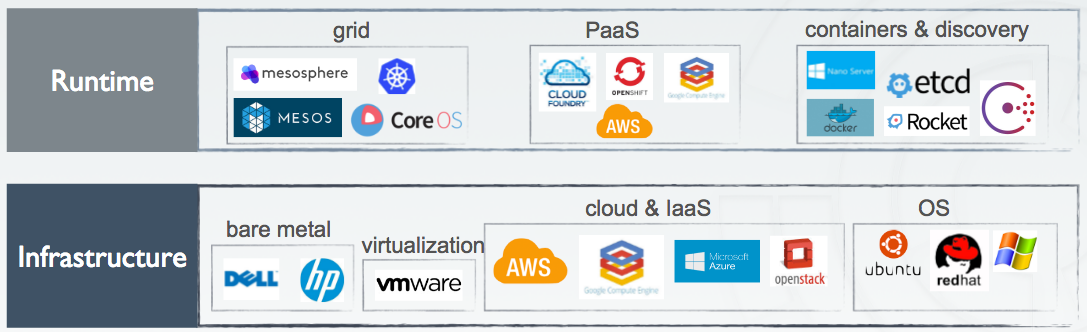 Runtime
grid
mesosphere
MESOS
CoreOS
PaaS
CLOUD
FOUNDRY™
OPENSHIFT
Google Compute Engine
AWS
containers & discovery
Nano Server
etcd
docker
Rocket
Infrastructure
bare metal
DELL
hp
virtualization
vmware
cloud & IaaS
AWS
Google Compute Engine
Microsoft
Azure
openstack
OS
ubuntu
redhat